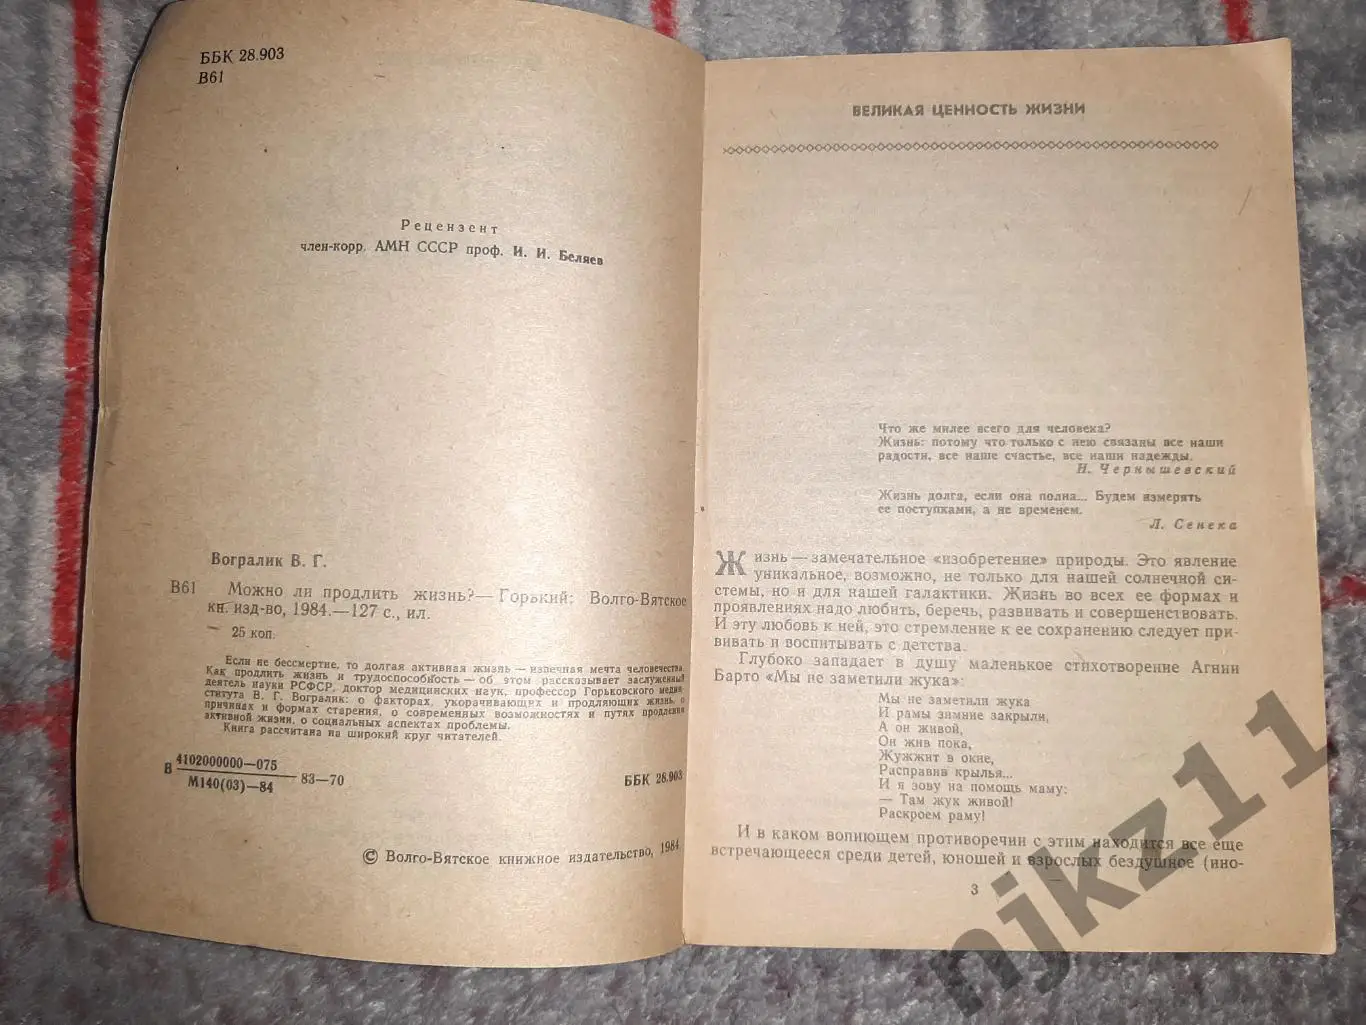 ББК 28.903
В61
Рецензент
член-корр. АМН СССР проф. И. И. Беляев
Вогралик В. Г.
В61 Можно ли продлить жизнь? — Горький: Волго-Вятское
кн. изд-во, 1984.—127 с., ил.
25 коп.
Если не бессмертие, то долгая активная жизнь — извечная мечта человечества.
Как продлить жизнь и трудоспособность — об этом рассказывает заслуженный
деятель науки РСФСР, доктор медицинских наук, профессор Горьковского медин-
ститута В. Г. Вогралик: о факторах, укорачивающих и продляющих жизнь, о
причинах и формах старения, о современных возможностях и путях продления
активной жизни, о социальных аспектах проблемы.
Книга рассчитана на широкий круг читателей.
В 4102000000—075
М140(03)—84
83—70
ББК 28.903
© Волго-Вятское книжное издательство, 1984
ВЕЛИКАЯ ЦЕННОСТЬ ЖИЗНИ
Что же милее всего для человека?
Жизнь: потому что только с нею связаны все наши
радости, все наше счастье, все наши надежды.
Н. Чернышевский
Жизнь долга, если она полна... Будем измерять
ее поступками, а не временем.
Л. Сенека
Жизнь — замечательное «изобретение» природы. Это явление
уникальное, возможно, не только для нашей солнечной си-
стемы, но и для нашей галактики. Жизнь во всех ее формах и
проявлениях надо любить, беречь, развивать и совершенствовать.
И эту любовь к ней, это стремление к ее сохранению следует при-
вивать и воспитывать с детства.
Глубоко западает в душу маленькое стихотворение Агнии
Барто «Мы не заметили жука»:
Мы не заметили жука
И рамы зимние закрыли,
А он живой,
Он жив пока,
Жужжит в окне,
Расправив крылья...
И я зову на помощь маму:
— Там жук живой!
Раскроем раму!
И в каком вопиющем противоречии с этим находится все еще
встречающееся среди детей, юношей и взрослых бездушное (ино-
3
njkz11